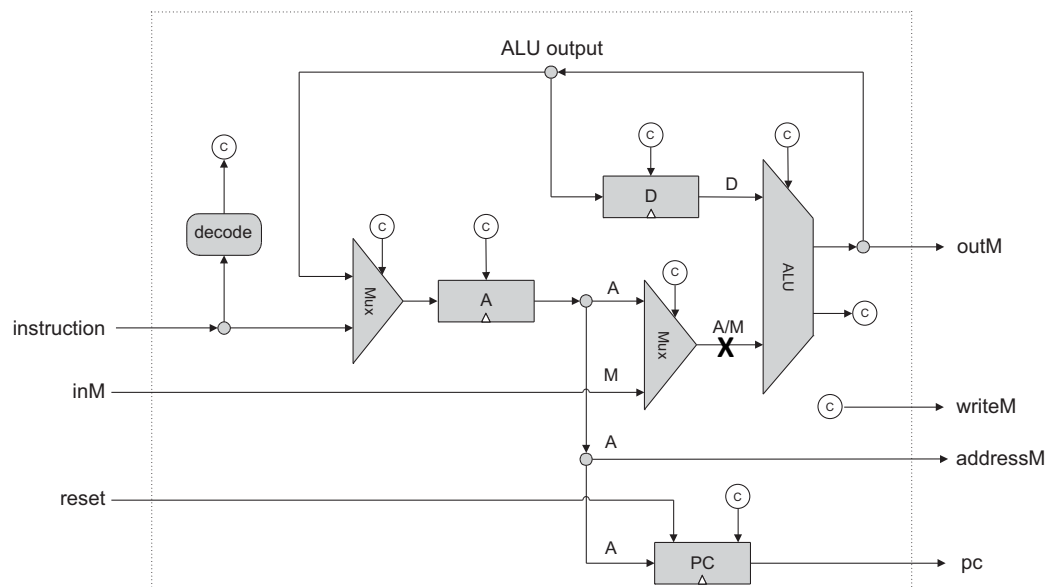 ALU output
C
C
C
D
D
decode
C
C
C
outM
ALU
Mux
A
A
Mux
A/M
X
C
instruction
M
inM
C
writeM
A
addressM
reset
C
A
PC
pc